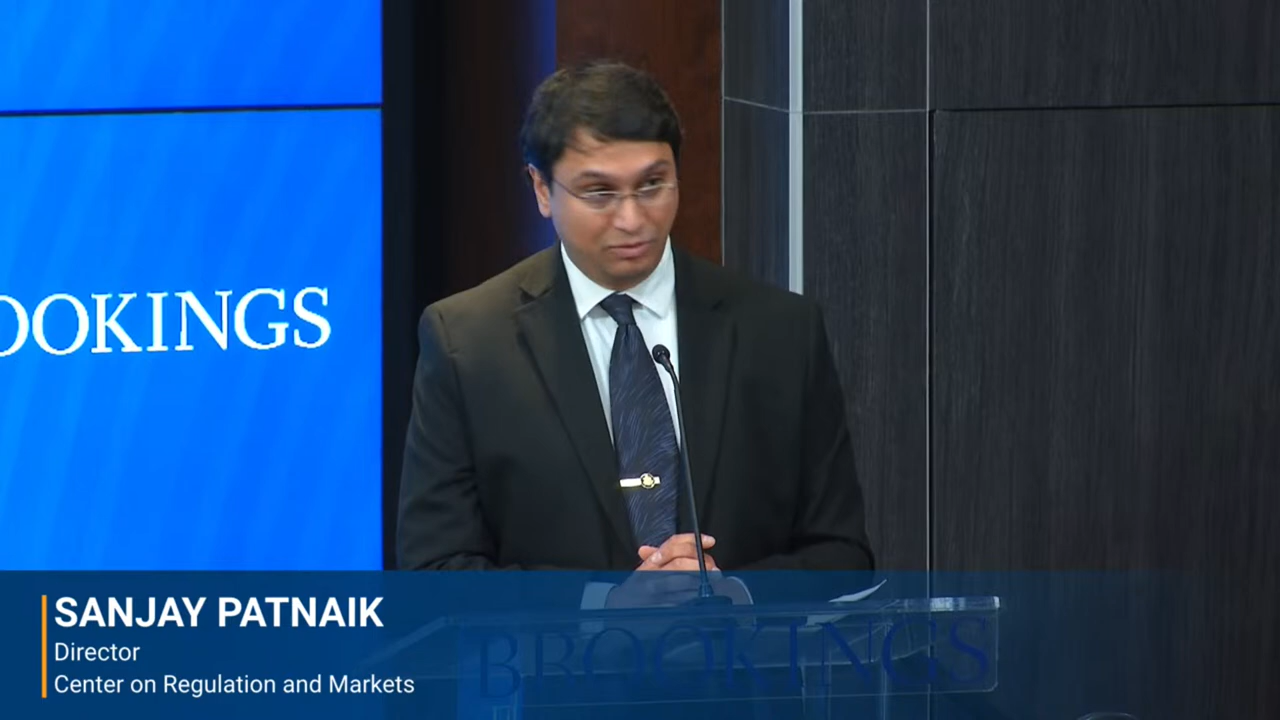 OOKINGS
SANJAY PATNAIK
Director
Center on Regulation and Markets
BROOKINGS